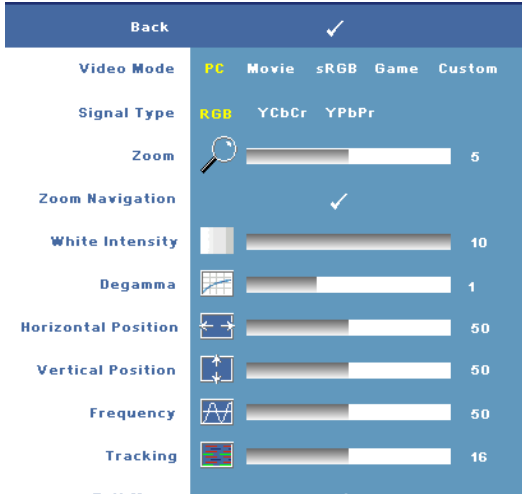 Back
Video Mode PC Movie sRGB Game Custom
Signal Type RGB YCbCr YPbPr
Zoom 5
Zoom Navigation
White Intensity 10
Degamma 1
Horizontal Position 50
Vertical Position 50
Frequency 50
Tracking 16